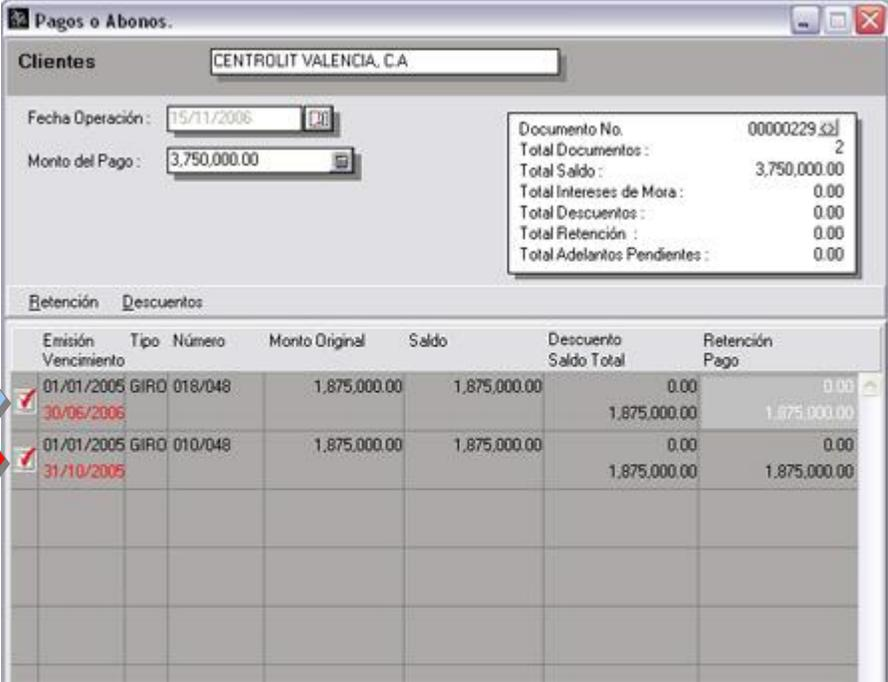 Pagos o Abonos.
Clientes CENTROLIT VALENCIA, C.A
Fecha Operación : 15/11/2006
Monto del Pago : 3,750,000.00
Documento No. 00000229
Total Documentos : 2
Total Saldo : 3,750,000.00
Total Intereses de Mora : 0.00
Total Descuentos : 0.00
Total Retención : 0.00
Total Adelantos Pendientes : 0.00
Retención Descuentos
Emisión Tipo Número Monto Original Saldo Descuento Retención
Vencimiento Saldo Total Pago
01/01/2005 GIRO 018/048 1,875,000.00 1,875,000.00 0.00 0.00
30/06/2006 1,875,000.00 1,875,000.00
01/01/2005 GIRO 010/048 1,875,000.00 1,875,000.00 0.00 0.00
31/10/2005 1,875,000.00 1,875,000.00